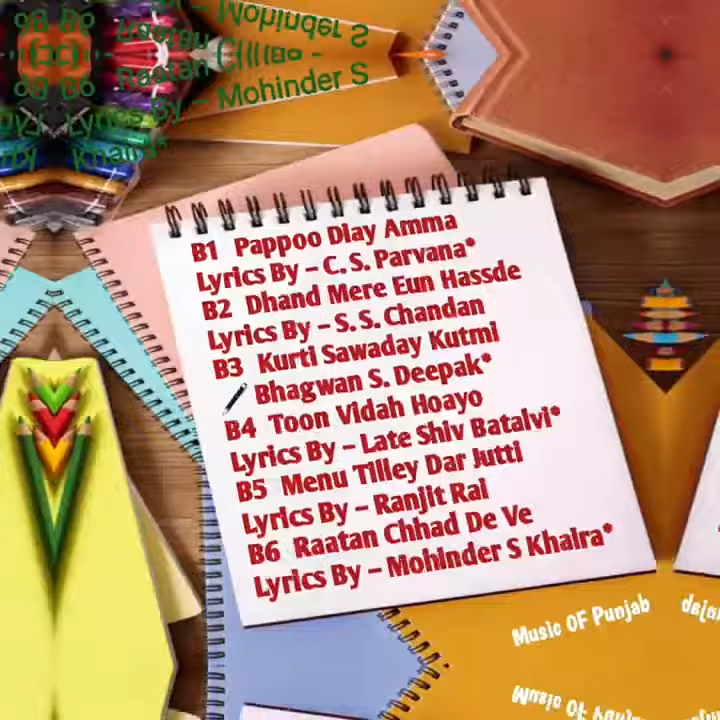 B1 Pappoo Dlay Amma
Lyrics By – C. S. Parvana*
B2 Dhand Mere Eun Hassde
Lyrics By – S. S. Chandan
B3 Kurti Sawaday Kutmi
Bhagwan S. Deepak*
B4 Toon Vidah Hoayo
Lyrics By – Late Shiv Batalvi*
B5 Menu Tilley Dar Jutti
Lyrics By – Ranjit Rai
B6 Raatan Chhad De Ve
Lyrics By – Mohinder S Khaira*
Music OF Punjab
Raatan
Lyrics By – Mohinder S